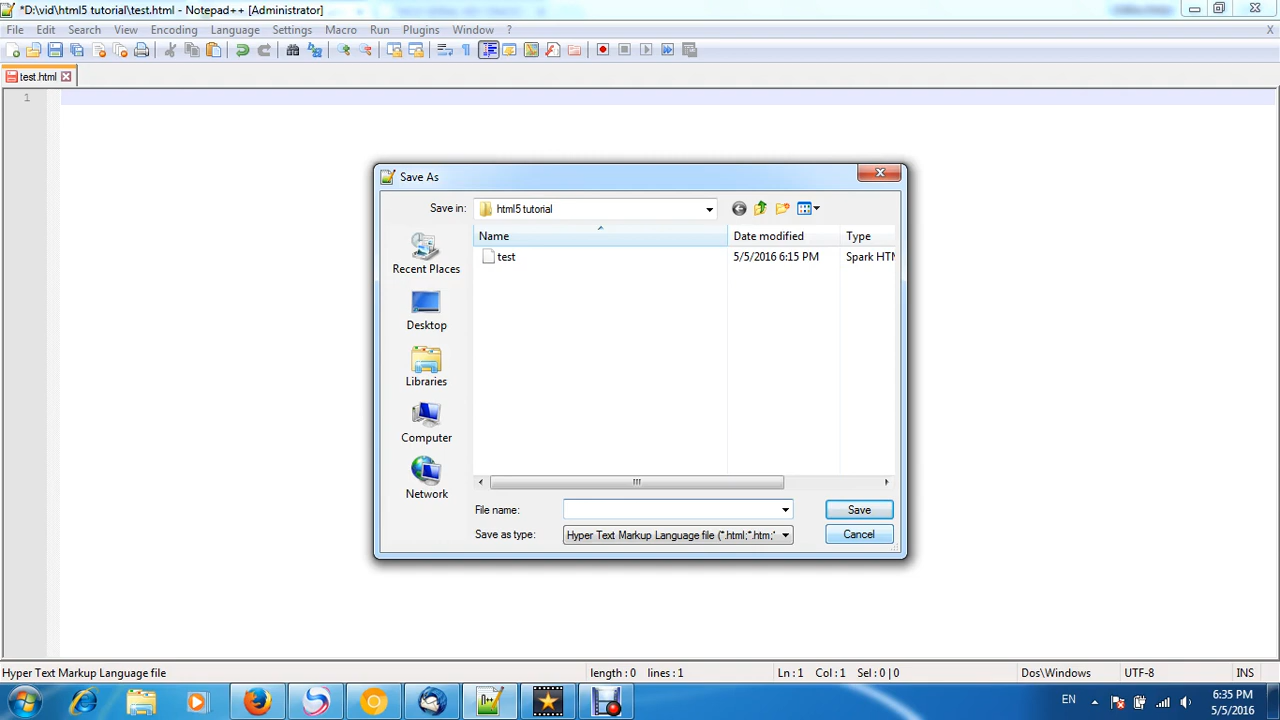 *D:\vid\html5 tutorial\test.html - Notepad++ [Administrator]
File Edit Search View Encoding Language Settings Macro Run Plugins Window ? X
test.html
1
Save As
Save in: html5 tutorial
Name Date modified Type
test 5/5/2016 6:15 PM Spark HTM
Recent Places
Desktop
Libraries
Computer
Network
File name: Save
Save as type: Hyper Text Markup Language file (*.html;*.htm;* Cancel
Hyper Text Markup Language file length : 0 lines : 1 Ln : 1 Col : 1 Sel : 0 | 0 Dos\Windows UTF-8 INS
EN 6:35 PM
5/5/2016